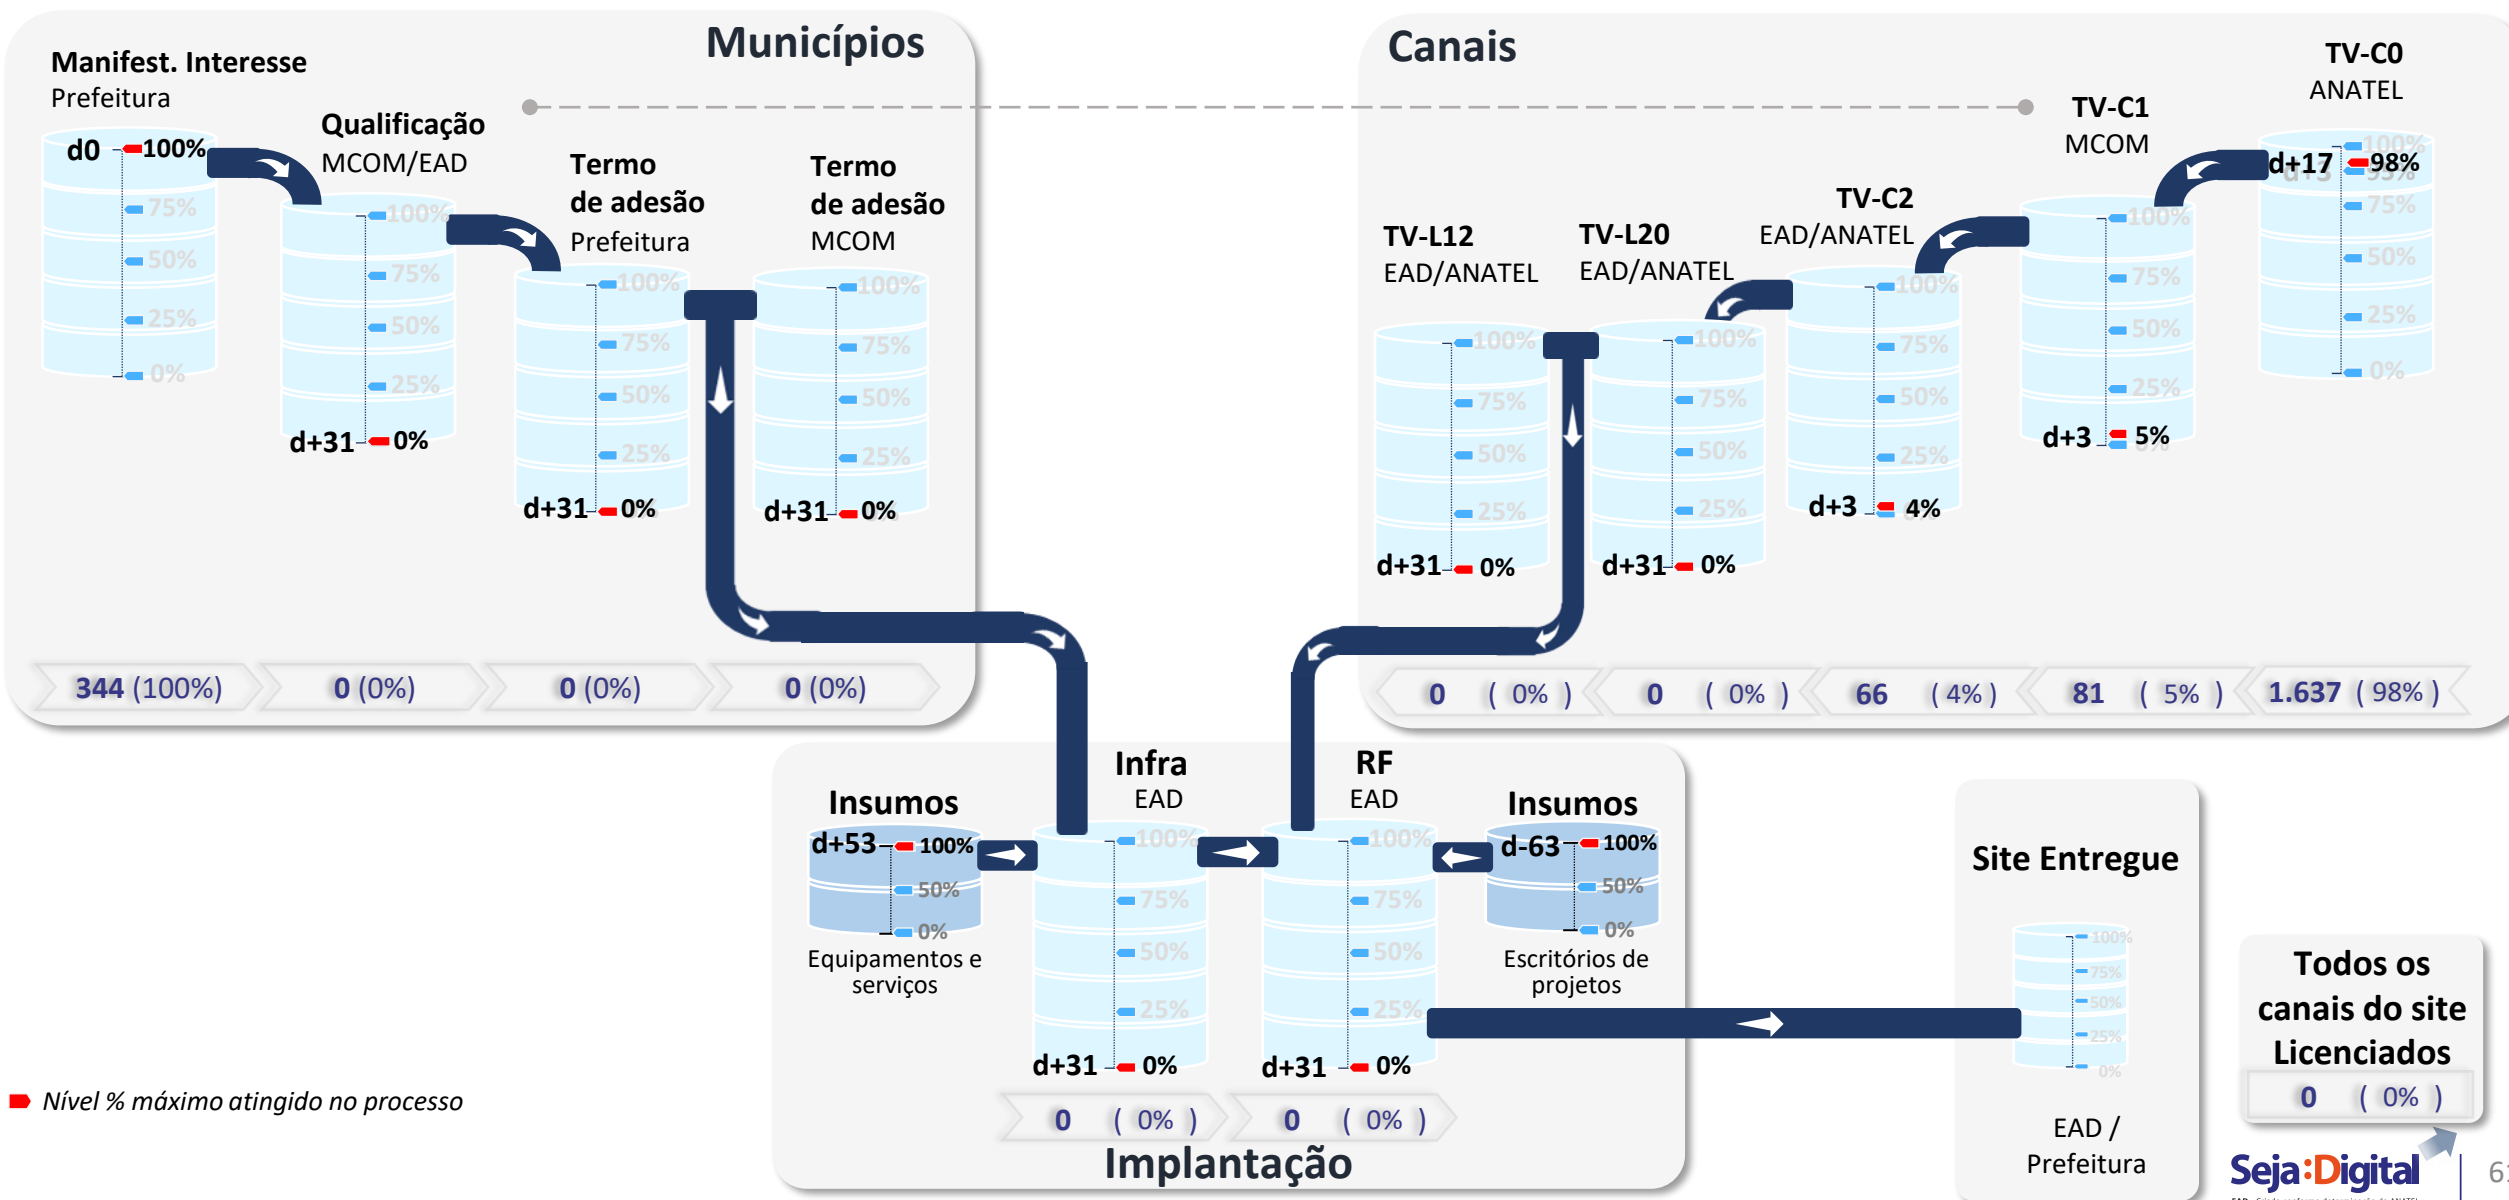 Municípios
Manifest. Interesse
Prefeitura
d0
100%
75%
50%
25%
0%
Qualificação
MCOM/EAD
100%
75%
50%
25%
d+31
0%
Termo
de adesão
Prefeitura
100%
75%
50%
25%
d+31
0%
Termo
de adesão
MCOM
100%
75%
50%
25%
d+31
0%
344 (100%)
0 (0%)
0 (0%)
0 (0%)
Canais
TV-L12
EAD/ANATEL
100%
75%
50%
25%
d+31
0%
TV-L20
EAD/ANATEL
100%
75%
50%
25%
d+31
0%
TV-C2
EAD/ANATEL
100%
75%
50%
25%
d+3
4%
TV-C1
MCOM
100%
75%
50%
25%
d+3
5%
TV-C0
ANATEL
100%
d+17
98%
75%
50%
25%
0%
0 ( 0% )
0 ( 0% )
66 ( 4% )
81 ( 5% )
1.637 ( 98% )
Insumos
d+53
100%
50%
0%
Equipamentos e
serviços
Infra
EAD
100%
75%
50%
25%
d+31
0%
RF
EAD
100%
75%
50%
25%
d+31
0%
Insumos
d-63
100%
50%
0%
Escritórios de
projetos
0 ( 0% )
0 ( 0% )
Implantação
Site Entregue
100%
75%
50%
25%
0%
EAD /
Prefeitura
Todos os
canais do site
Licenciados
0 ( 0% )
Nível % máximo atingido no processo
Seja:Digital